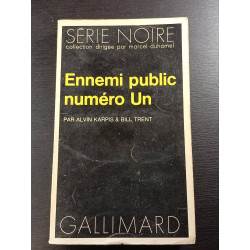 SÉRIE NOIRE
collection dirigée par marcel duhamel
Ennemi public
numéro Un
PAR ALVIN KARPIS & BILL TRENT
GALLIMARD